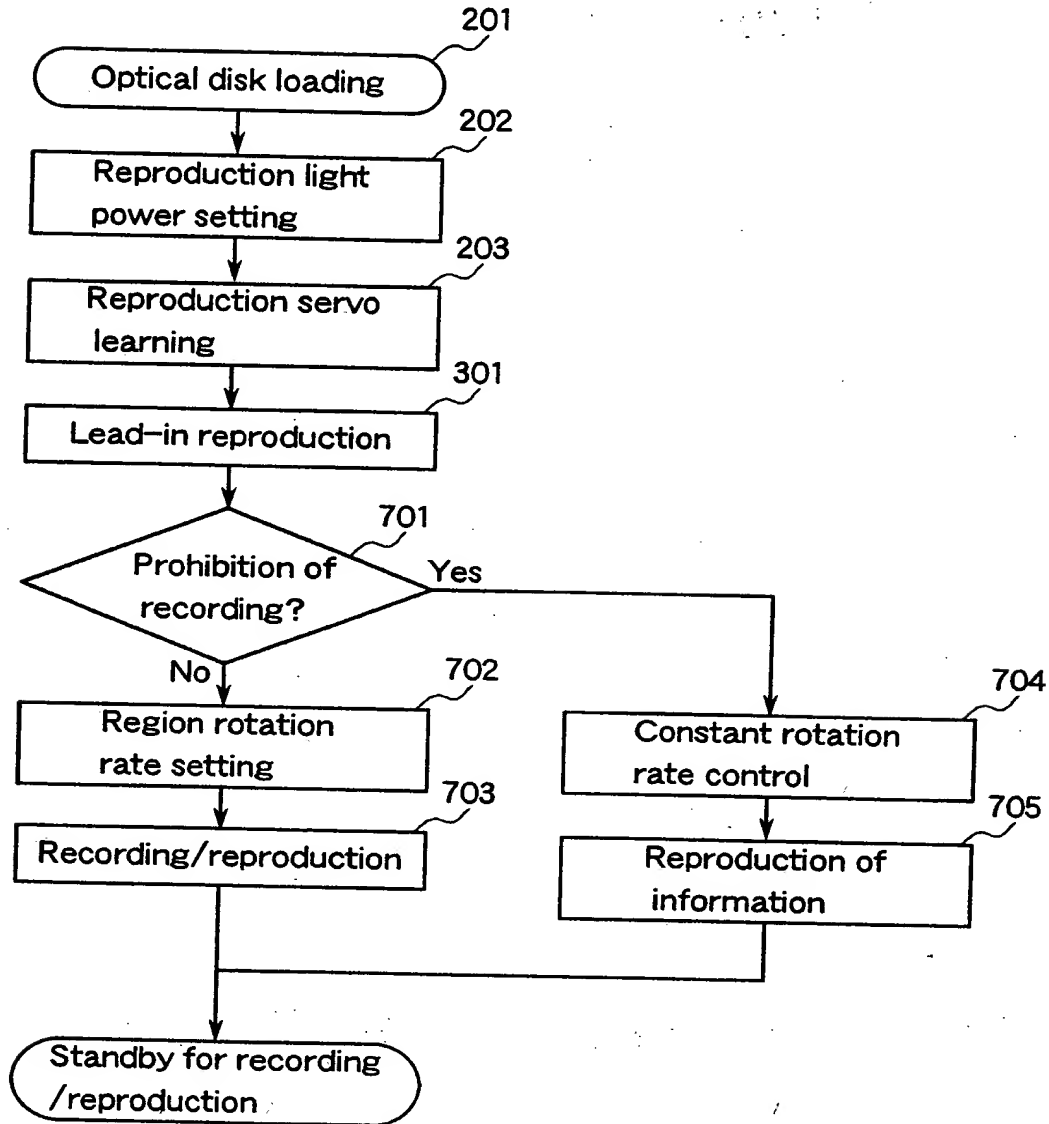 201
Optical disk loading
202
Reproduction light
power setting
203
Reproduction servo
learning
301
Lead-in reproduction
701
Prohibition of
recording?
Yes
No
702
Region rotation
rate setting
703
Recording/reproduction
704
Constant rotation
rate control
705
Reproduction of
information
Standby for recording
/reproduction